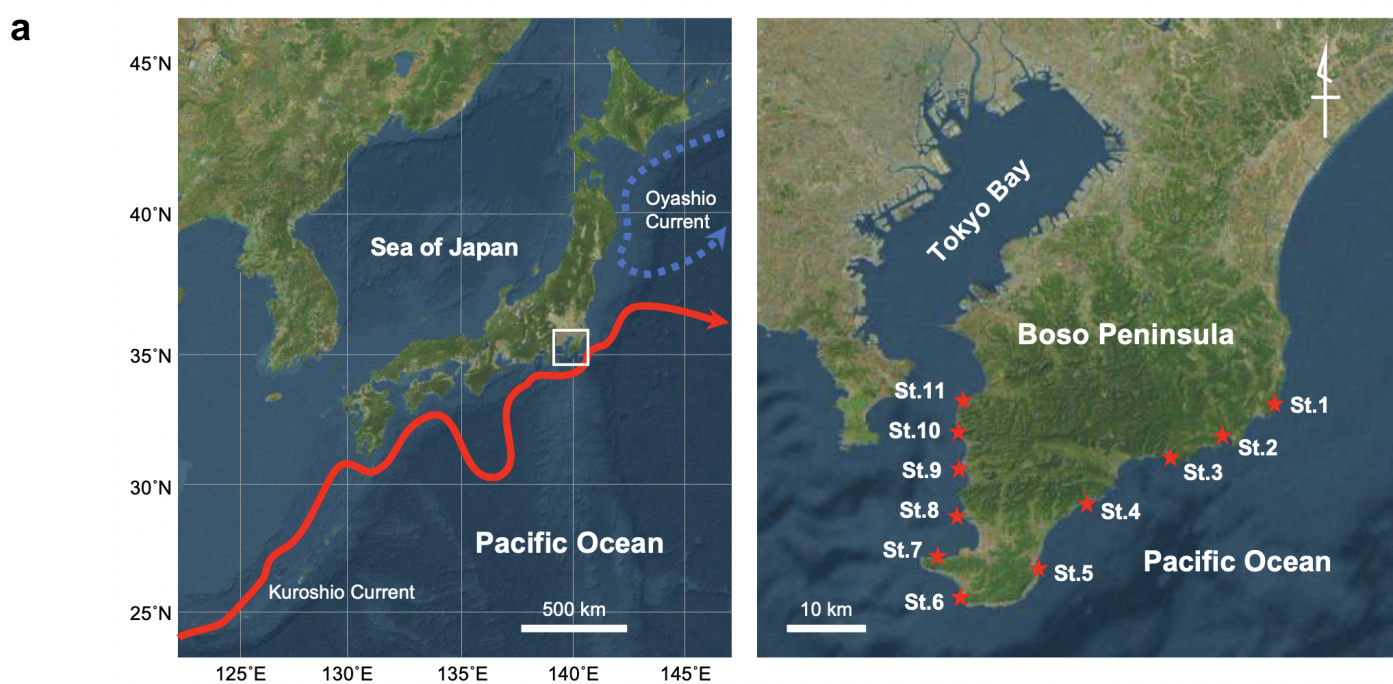 a
45°N
40°N
35°N
30°N
25°N
125°E
130°E
135°E
140°E
145°E
Oyashio
Current
Sea of Japan
Pacific Ocean
Kuroshio Current
500 km
Tokyo Bay
Boso Peninsula
St.11
St.10
St.9
St.8
St.7
St.6
St.1
St.2
St.3
St.4
St.5
Pacific Ocean
10 km